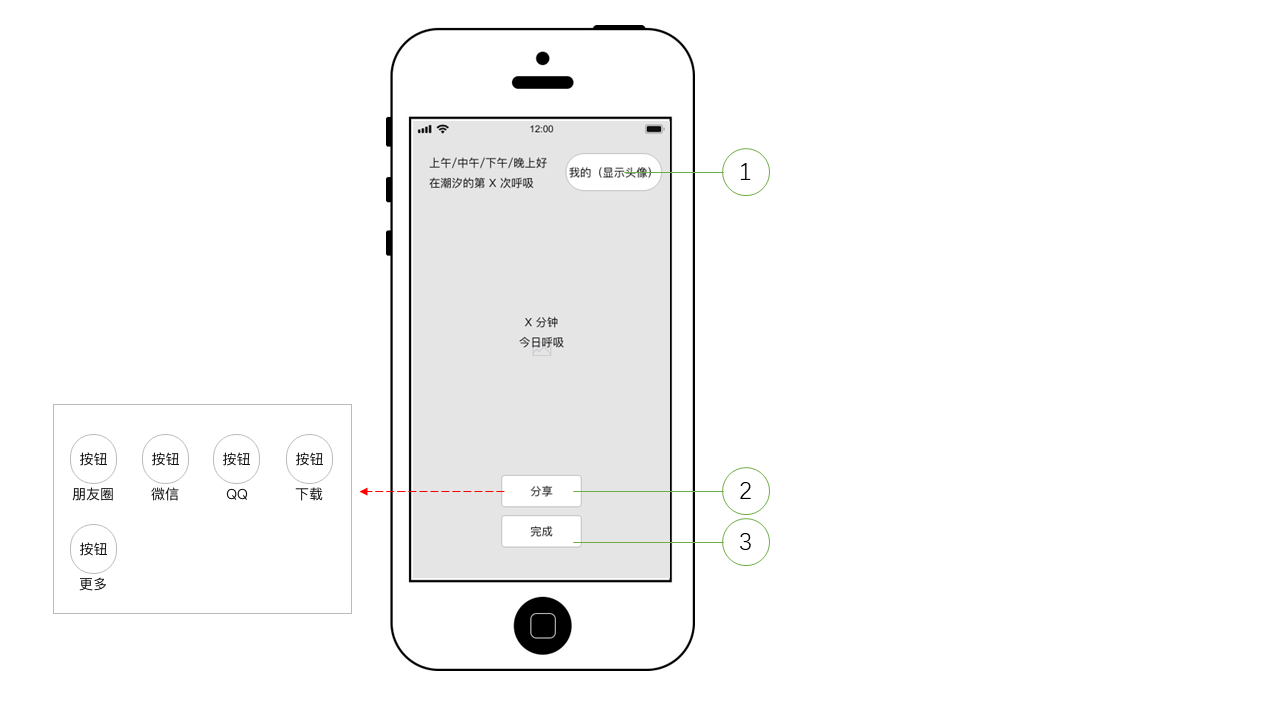 12:00
上午/中午/下午/晚上好
在潮汐的第 X 次呼吸
我的（显示头像）
1
X 分钟
今日呼吸
按钮
按钮
按钮
按钮
朋友圈
微信
QQ
下载
分享
2
完成
3
按钮
更多